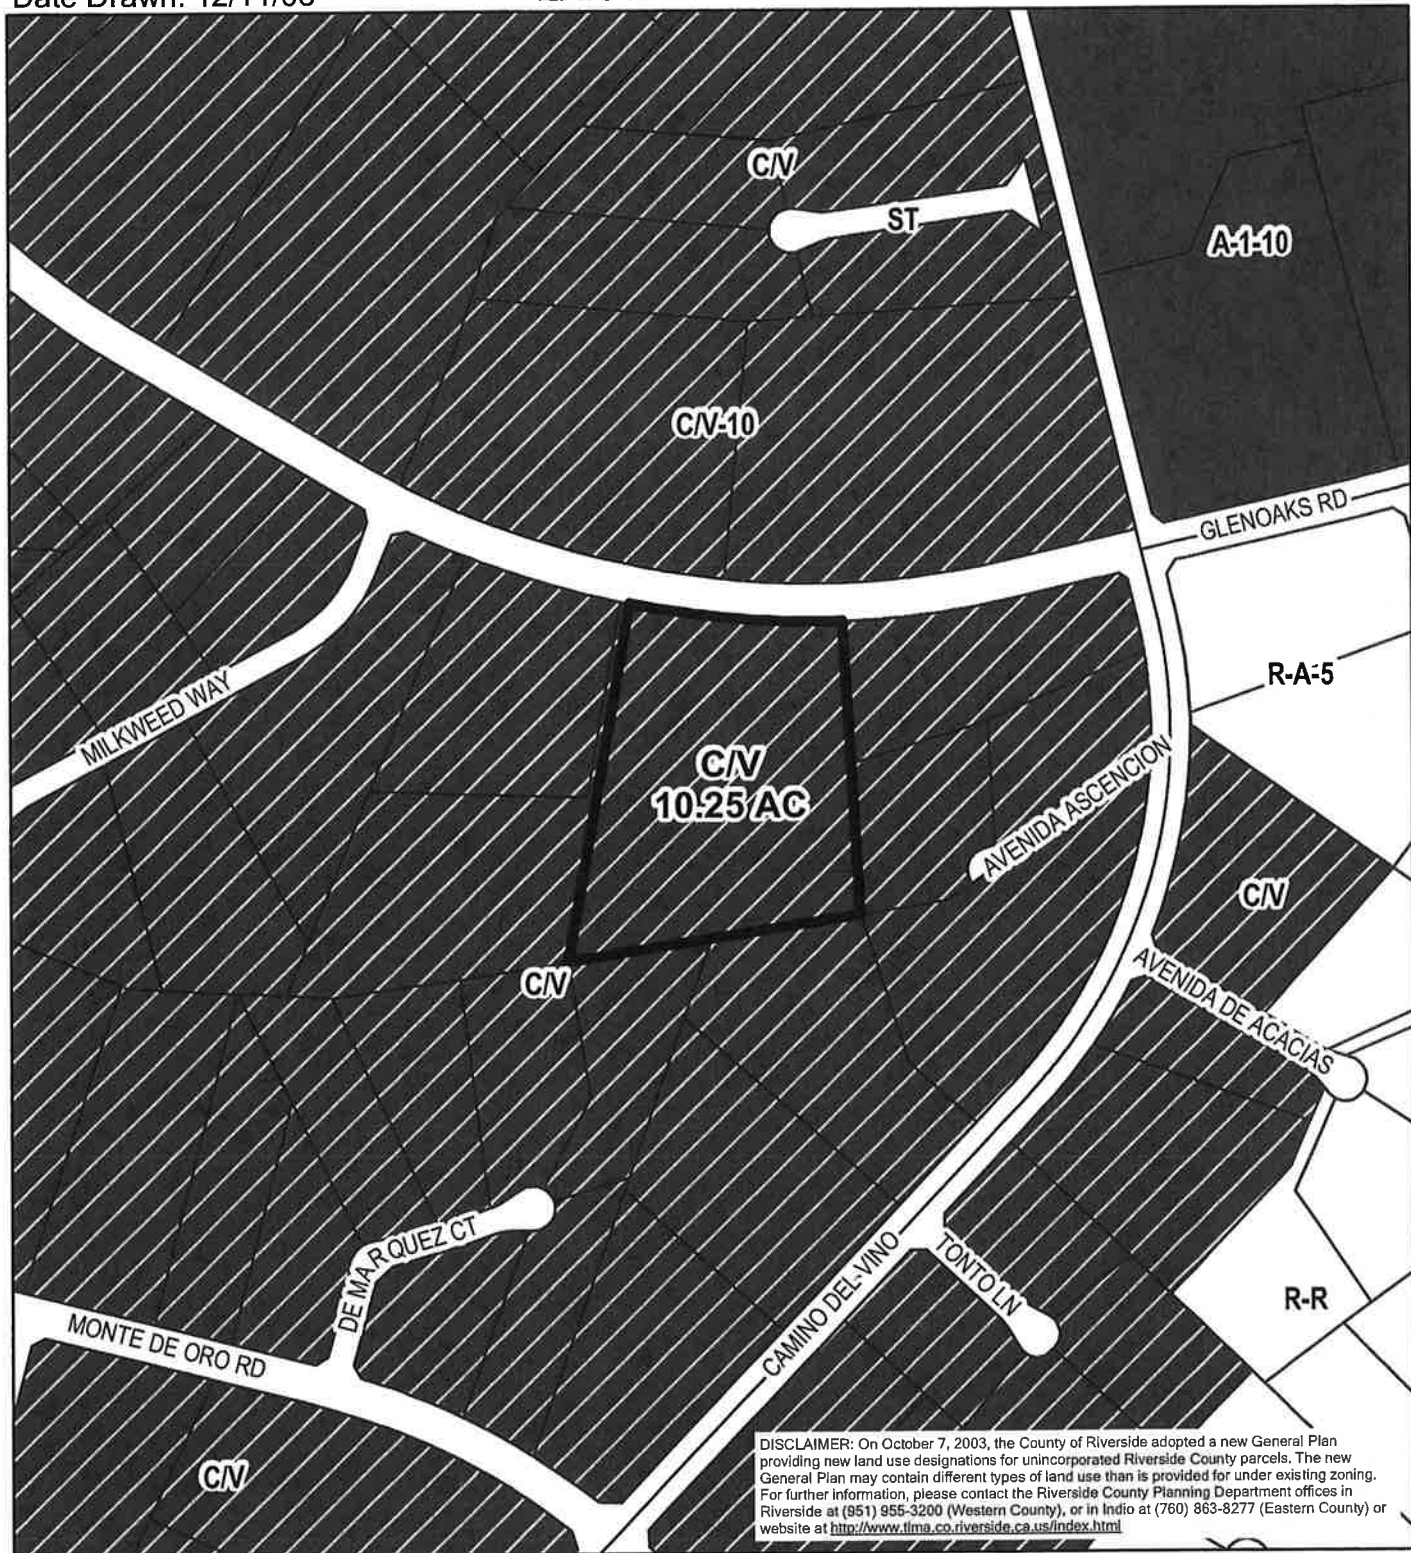 Date Drawn: 12/11/08
C/V
ST
A-1-10
C/V-10
GLENOAKS RD
R-A-5
MILKWEED WAY
C/V
10.25 AC
AVENIDA ASCENCION
C/V
C/V
AVENIDA DE ACACIAS
DE MARQUEZ CT
CAMINO DEL-VINO
TONTO LN
R-R
MONTE DE ORO RD
C/V
DISCLAIMER: On October 7, 2003, the County of Riverside adopted a new General Plan
providing new land use designations for unincorporated Riverside County parcels. The new
General Plan may contain different types of land use than is provided for under existing zoning.
For further information, please contact the Riverside County Planning Department offices in
Riverside at (951) 955-3200 (Western County), or in Indio at (760) 863-8277 (Eastern County) or
website at http://www.tlma.co.riverside.ca.us/index.html